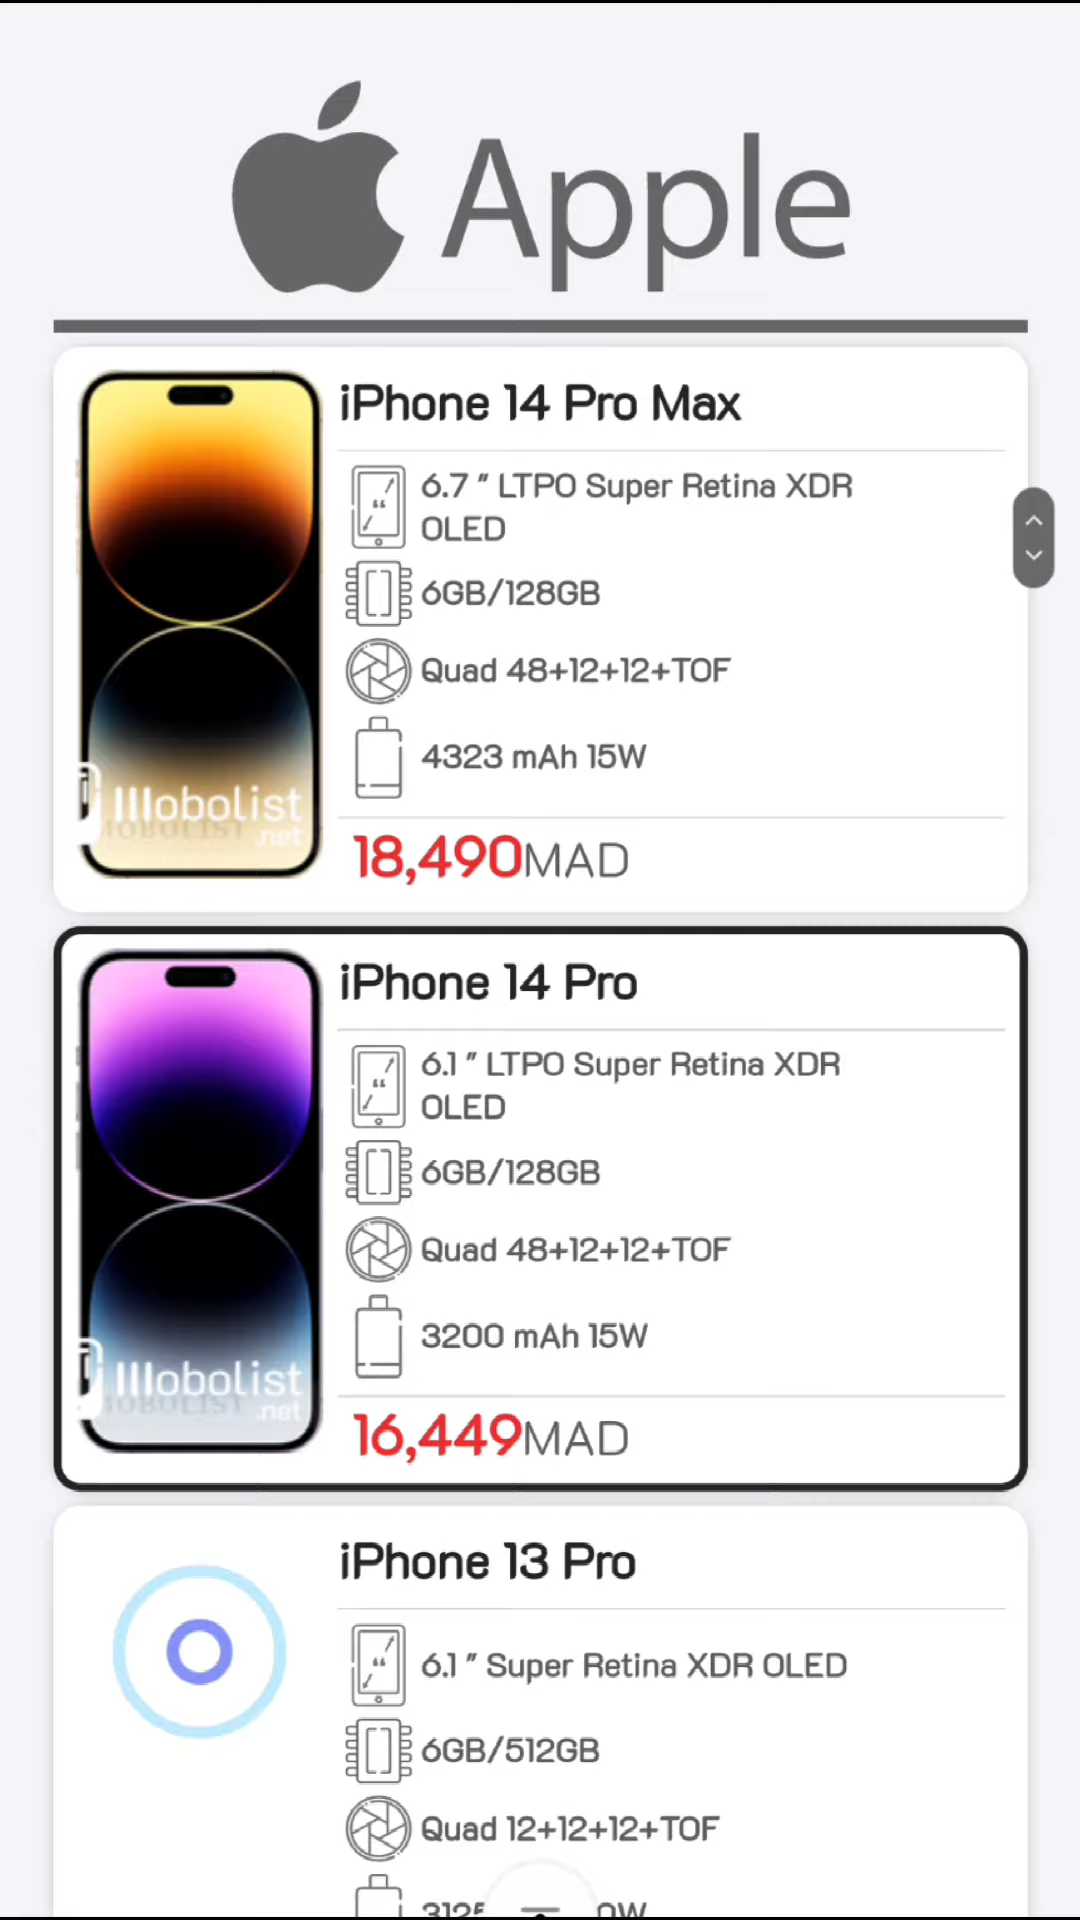 Apple
iPhone 14 Pro Max
6.7 " LTPO Super Retina XDR
OLED
6GB/128GB
Quad 48+12+12+TOF
4323 mAh 15W
Mobolist
.net
18,490MAD
iPhone 14 Pro
6.1 " LTPO Super Retina XDR
OLED
6GB/128GB
Quad 48+12+12+TOF
3200 mAh 15W
Mobolist
.net
16,449MAD
iPhone 13 Pro
6.1 " Super Retina XDR OLED
6GB/512GB
Quad 12+12+12+TOF